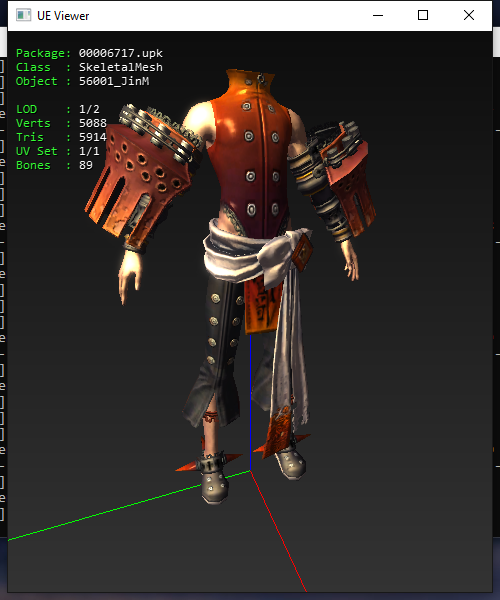 UE Viewer
Package: 00006717.upk
Class : SkeletalMesh
Object : 56001_JinM
LOD : 1/2
Verts : 5088
Tris : 5914
UV Set : 1/1
Bones : 89